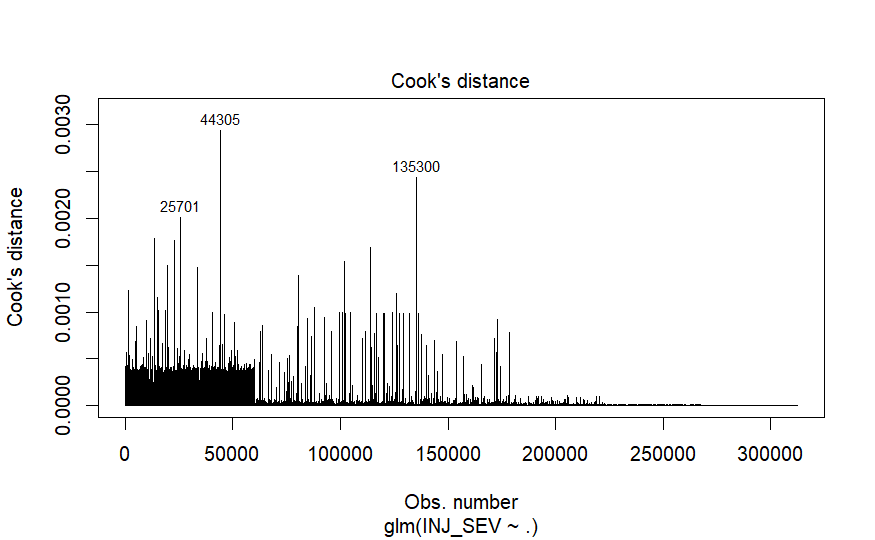 Cook's distance
0.0030
44305
135300
25701
0.0020
Cook's distance
0.0010
0.0000
0 50000 100000 150000 200000 250000 300000
Obs. number
glm(INJ_SEV ~ .)